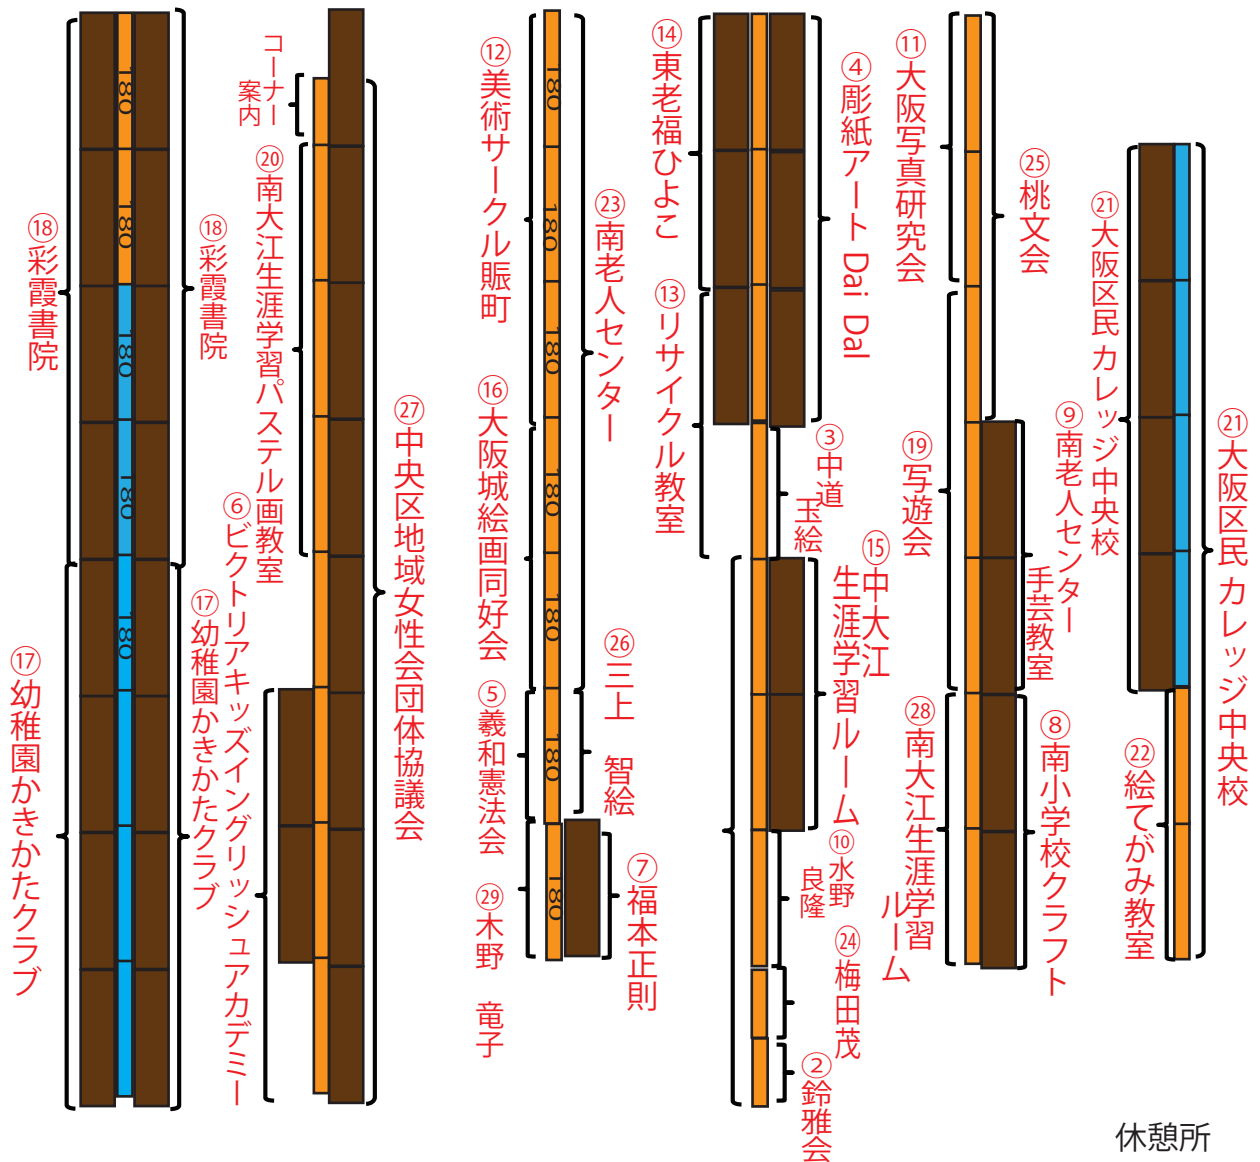 ⑱彩霞書院
⑰幼稚園かきかたクラブ
180
180
180
180
180
⑱彩霞書院
⑰幼稚園かきかたクラブ
コーナー
案内
⑳南大江生涯学習パステル画教室
⑥ビクトリアキッズイングリッシュアカデミー
㉗中央区地域女性会団体協議会
⑫美術サークル賑町
⑯大阪城絵画同好会
⑤羲和憲法会
㉙木野 竜子
180
180
180
180
180
180
180
㉓南老人センター
㉖三上 智絵
⑦福本正則
⑭東老福ひよこ
⑬リサイクル教室
④彫紙アート Dai Dal
③中道
玉絵
⑮中大江
生涯学習ルーム
⑩水野
良隆
㉔梅田茂
②鈴雅会
⑪大阪写真研究会
⑲写遊会
㉘南大江生涯学習
ルーム
㉕桃文会
⑨南老人センター
手芸教室
⑧南小学校クラフト
㉑大阪区民カレッジ中央校
㉒絵てがみ教室
㉑大阪区民カレッジ中央校
休憩所